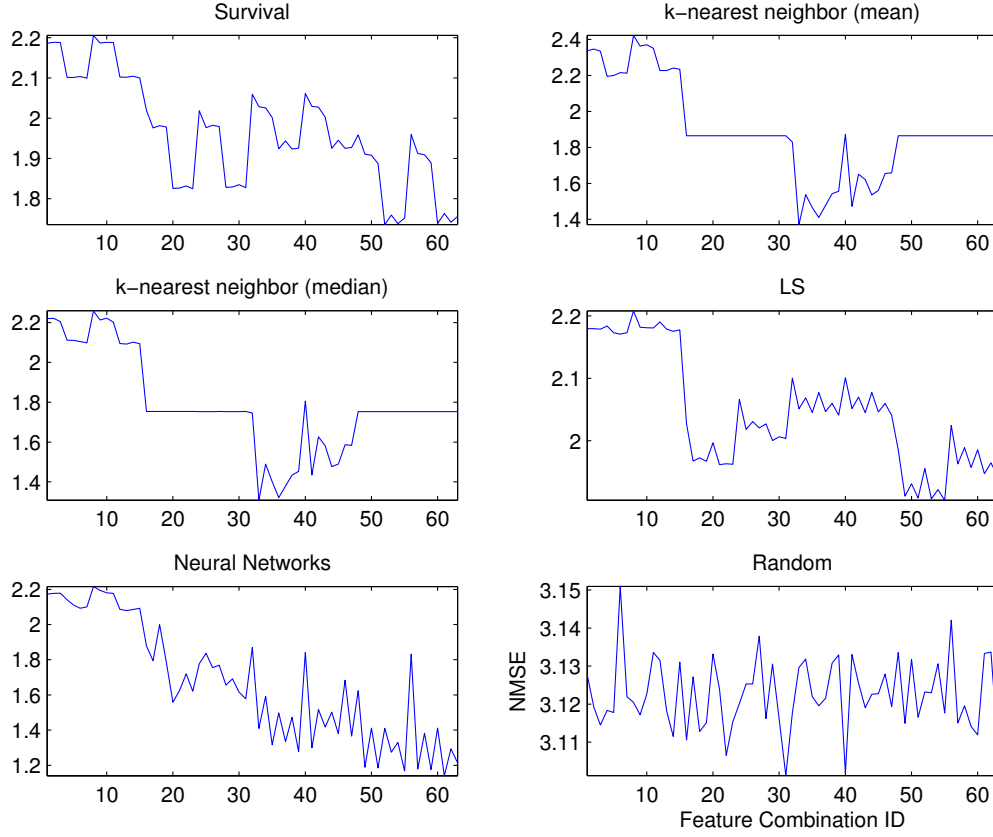 Survival
2.2
2.1
2
1.9
1.8
10 20 30 40 50 60
k−nearest neighbor (mean)
2.4
2.2
2
1.8
1.6
1.4
10 20 30 40 50 60
k−nearest neighbor (median)
2.2
2
1.8
1.6
1.4
10 20 30 40 50 60
LS
2.2
2.1
2
10 20 30 40 50 60
Neural Networks
2.2
2
1.8
1.6
1.4
1.2
10 20 30 40 50 60
Random
NMSE
3.15
3.14
3.13
3.12
3.11
10 20 30 40 50 60
Feature Combination ID